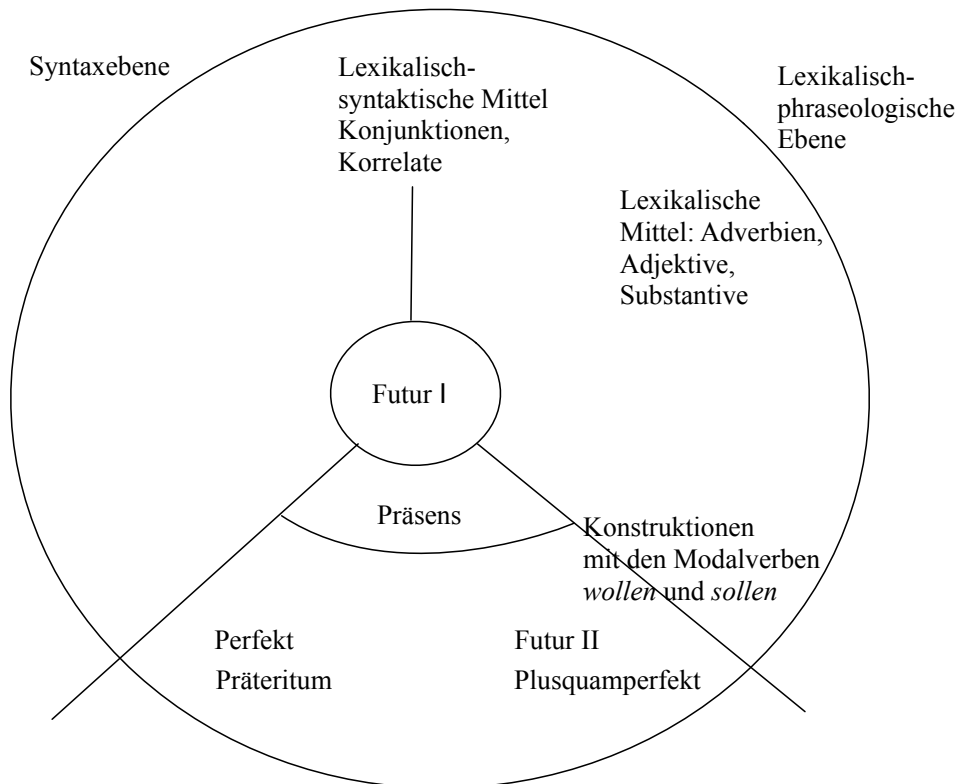 Syntaxebene
Lexikalisch-
syntaktische Mittel
Konjunktionen,
Korrelate
Lexikalisch-
phraseologische
Ebene
Lexikalische
Mittel: Adverbien,
Adjektive,
Substantive
Futur I
Präsens
Konstruktionen
mit den Modalverben
wollen und sollen
Perfekt
Präteritum
Futur II
Plusquamperfekt